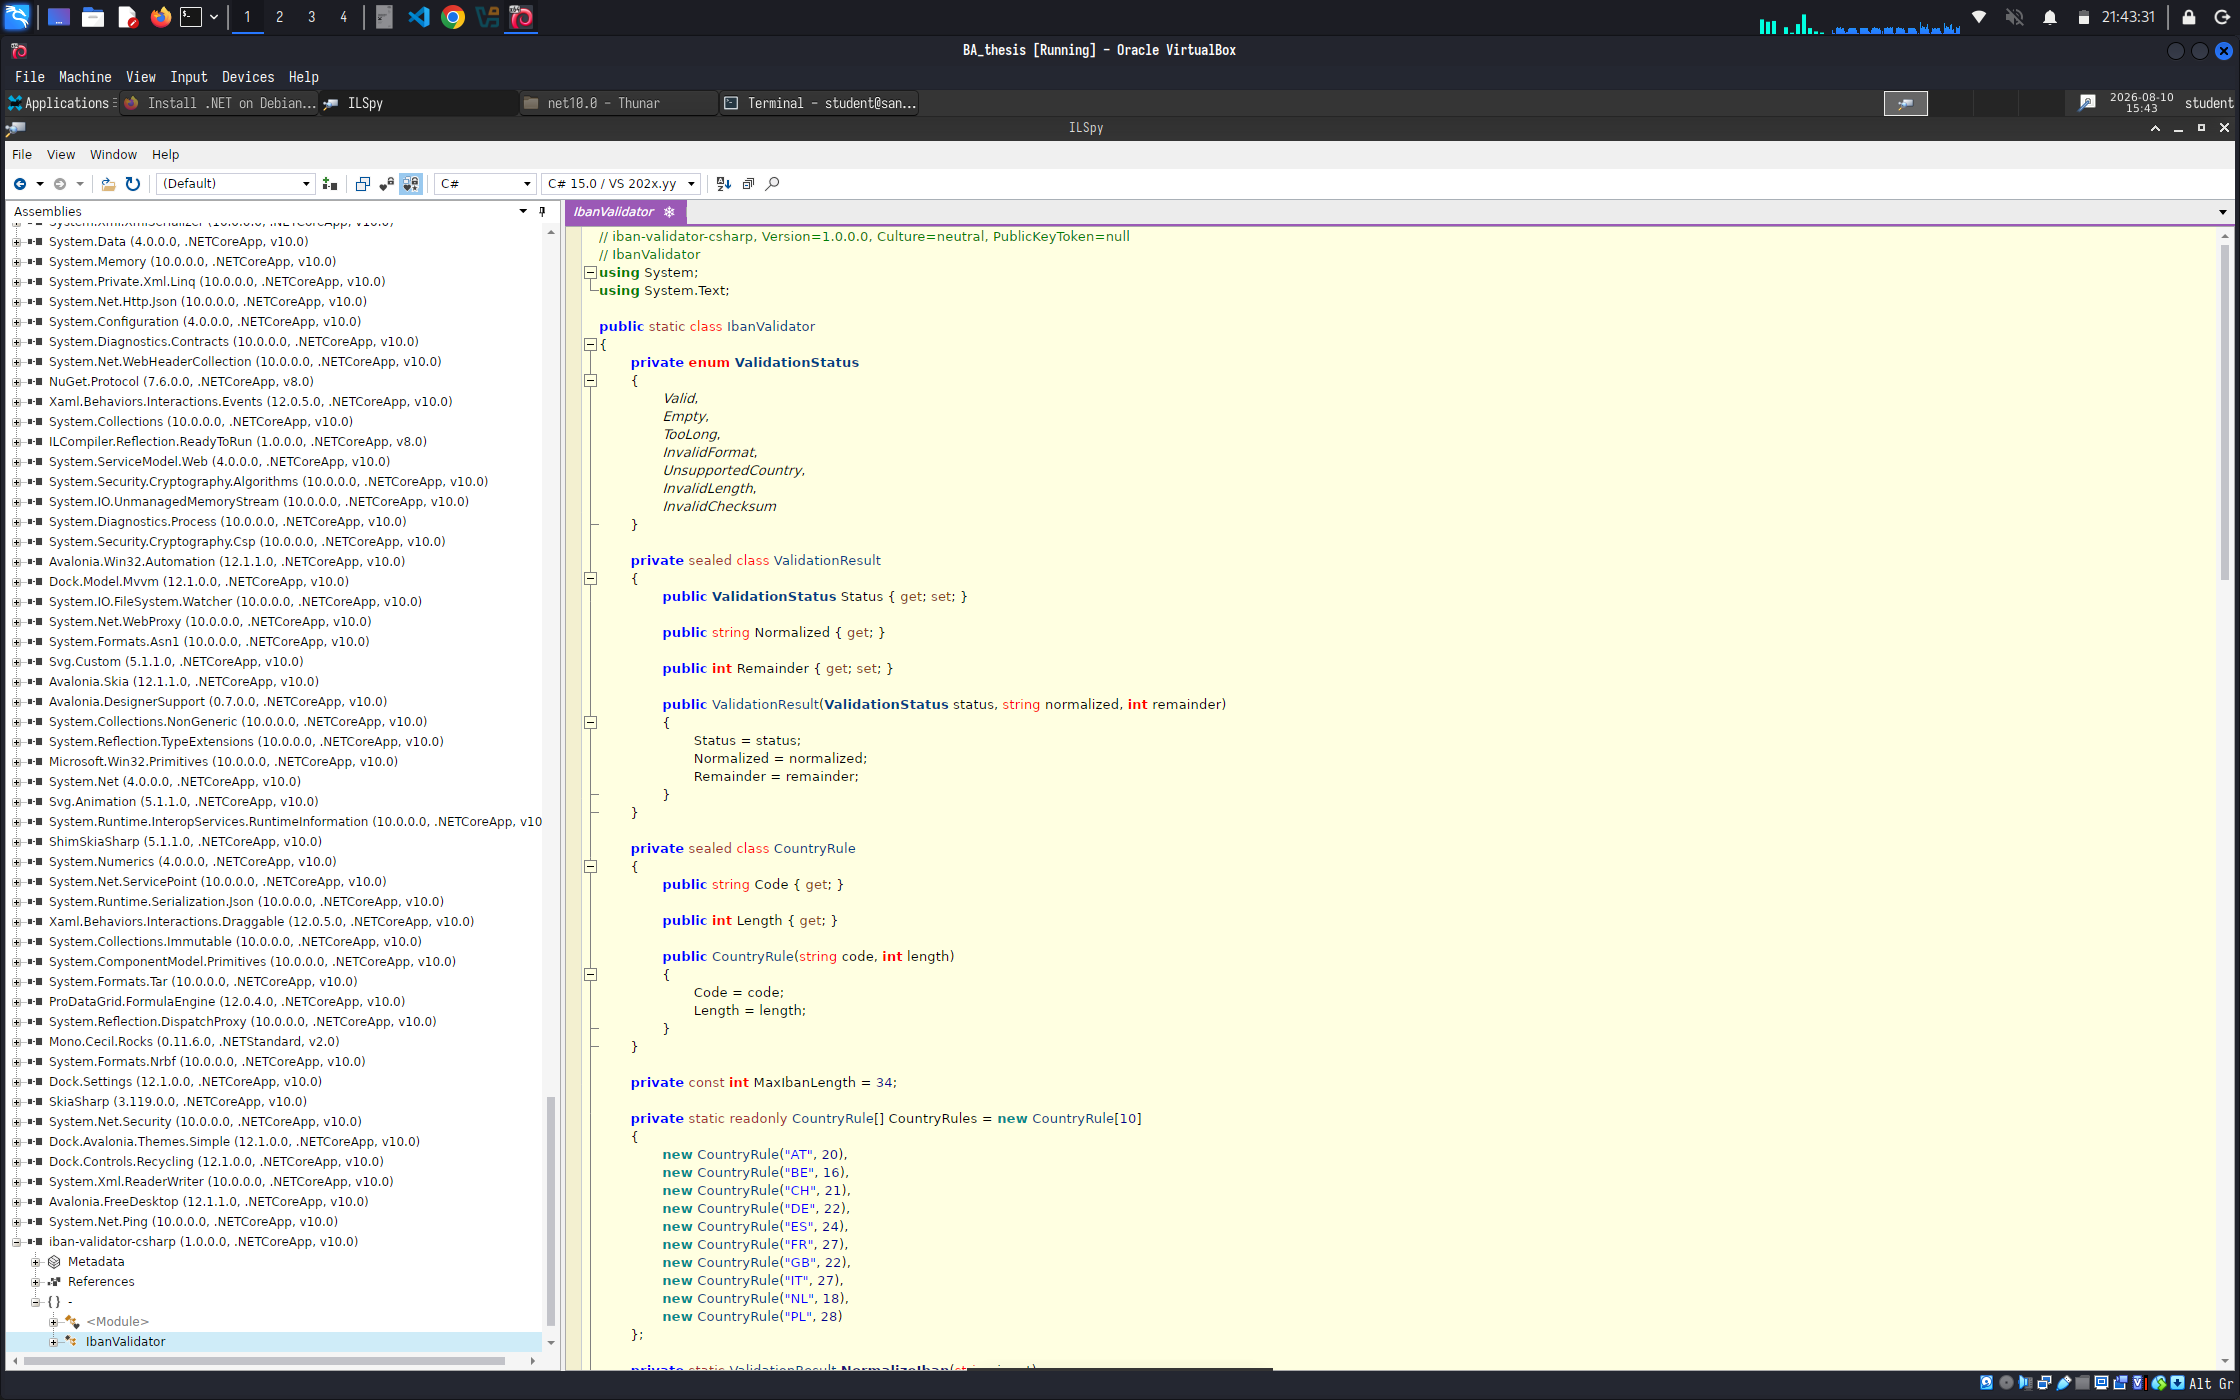 1 2 3 4
21:43:31
BA_thesis [Running] - Oracle VirtualBox
File Machine View Input Devices Help
Applications
Install .NET on Debian...
ILSpy
net10.0 - Thunar
Terminal - student@san...
2026-08-10
15:43
student
ILSpy
File View Window Help
(Default)
C#
C# 15.0 / VS 202x.yy
Assemblies
System.Xml.XmlSerializer (10.0.0.0, .NETCoreApp, v10.0)
System.Data (4.0.0.0, .NETCoreApp, v10.0)
System.Memory (10.0.0.0, .NETCoreApp, v10.0)
System.Private.Xml.Linq (10.0.0.0, .NETCoreApp, v10.0)
System.Net.Http.Json (10.0.0.0, .NETCoreApp, v10.0)
System.Configuration (4.0.0.0, .NETCoreApp, v10.0)
System.Diagnostics.Contracts (10.0.0.0, .NETCoreApp, v10.0)
System.Net.WebHeaderCollection (10.0.0.0, .NETCoreApp, v10.0)
NuGet.Protocol (7.6.0.0, .NETCoreApp, v8.0)
Xaml.Behaviors.Interactions.Events (12.0.5.0, .NETCoreApp, v10.0)
System.Collections (10.0.0.0, .NETCoreApp, v10.0)
ILCompiler.Reflection.ReadyToRun (1.0.0.0, .NETCoreApp, v8.0)
System.ServiceModel.Web (4.0.0.0, .NETCoreApp, v10.0)
System.Security.Cryptography.Algorithms (10.0.0.0, .NETCoreApp, v10.0)
System.IO.UnmanagedMemoryStream (10.0.0.0, .NETCoreApp, v10.0)
System.Diagnostics.Process (10.0.0.0, .NETCoreApp, v10.0)
System.Security.Cryptography.Csp (10.0.0.0, .NETCoreApp, v10.0)
Avalonia.Win32.Automation (12.1.1.0, .NETCoreApp, v10.0)
Dock.Model.Mvvm (12.1.0.0, .NETCoreApp, v10.0)
System.IO.FileSystem.Watcher (10.0.0.0, .NETCoreApp, v10.0)
System.Net.WebProxy (10.0.0.0, .NETCoreApp, v10.0)
System.Formats.Asn1 (10.0.0.0, .NETCoreApp, v10.0)
Svg.Custom (5.1.1.0, .NETCoreApp, v10.0)
Avalonia.Skia (12.1.1.0, .NETCoreApp, v10.0)
Avalonia.DesignerSupport (0.7.0.0, .NETCoreApp, v10.0)
System.Collections.NonGeneric (10.0.0.0, .NETCoreApp, v10.0)
System.Reflection.TypeExtensions (10.0.0.0, .NETCoreApp, v10.0)
Microsoft.Win32.Primitives (10.0.0.0, .NETCoreApp, v10.0)
System.Net (4.0.0.0, .NETCoreApp, v10.0)
Svg.Animation (5.1.1.0, .NETCoreApp, v10.0)
System.Runtime.InteropServices.RuntimeInformation (10.0.0.0, .NETCoreApp, v10
ShimSkiaSharp (5.1.1.0, .NETCoreApp, v10.0)
System.Numerics (4.0.0.0, .NETCoreApp, v10.0)
System.Net.ServicePoint (10.0.0.0, .NETCoreApp, v10.0)
System.Runtime.Serialization.Json (10.0.0.0, .NETCoreApp, v10.0)
Xaml.Behaviors.Interactions.Draggable (12.0.5.0, .NETCoreApp, v10.0)
System.Collections.Immutable (10.0.0.0, .NETCoreApp, v10.0)
System.ComponentModel.Primitives (10.0.0.0, .NETCoreApp, v10.0)
System.Formats.Tar (10.0.0.0, .NETCoreApp, v10.0)
ProDataGrid.FormulaEngine (12.0.4.0, .NETCoreApp, v10.0)
System.Reflection.DispatchProxy (10.0.0.0, .NETCoreApp, v10.0)
Mono.Cecil.Rocks (0.11.6.0, .NETStandard, v2.0)
System.Formats.Nrbf (10.0.0.0, .NETCoreApp, v10.0)
Dock.Settings (12.1.0.0, .NETCoreApp, v10.0)
SkiaSharp (3.119.0.0, .NETCoreApp, v10.0)
System.Net.Security (10.0.0.0, .NETCoreApp, v10.0)
Dock.Avalonia.Themes.Simple (12.1.0.0, .NETCoreApp, v10.0)
Dock.Controls.Recycling (12.1.0.0, .NETCoreApp, v10.0)
System.Xml.ReaderWriter (10.0.0.0, .NETCoreApp, v10.0)
Avalonia.FreeDesktop (12.1.1.0, .NETCoreApp, v10.0)
System.Net.Ping (10.0.0.0, .NETCoreApp, v10.0)
iban-validator-csharp (1.0.0.0, .NETCoreApp, v10.0)
Metadata
References
{ } -
<Module>
IbanValidator
IbanValidator
// iban-validator-csharp, Version=1.0.0.0, Culture=neutral, PublicKeyToken=null
// IbanValidator
using System;
using System.Text;
public static class IbanValidator
{
private enum ValidationStatus
{
Valid,
Empty,
TooLong,
InvalidFormat,
UnsupportedCountry,
InvalidLength,
InvalidChecksum
}
private sealed class ValidationResult
{
public ValidationStatus Status { get; set; }
public string Normalized { get; }
public int Remainder { get; set; }
public ValidationResult(ValidationStatus status, string normalized, int remainder)
{
Status = status;
Normalized = normalized;
Remainder = remainder;
}
}
private sealed class CountryRule
{
public string Code { get; }
public int Length { get; }
public CountryRule(string code, int length)
{
Code = code;
Length = length;
}
}
private const int MaxIbanLength = 34;
private static readonly CountryRule[] CountryRules = new CountryRule[10]
{
new CountryRule("AT", 20),
new CountryRule("BE", 16),
new CountryRule("CH", 21),
new CountryRule("DE", 22),
new CountryRule("ES", 24),
new CountryRule("FR", 27),
new CountryRule("GB", 22),
new CountryRule("IT", 27),
new CountryRule("NL", 18),
new CountryRule("PL", 28)
};
private static ValidationResult NormalizeIban(
Alt Gr